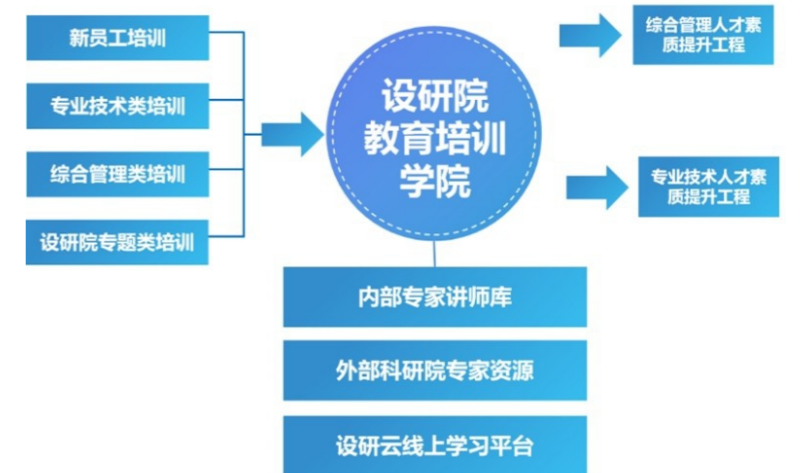 新员工培训
专业技术类培训
综合管理类培训
设研院专题类培训
设研院
教育培训
学院
综合管理人才素
质提升工程
专业技术人才素
质提升工程
内部专家讲师库
外部科研院专家资源
设研云线上学习平台